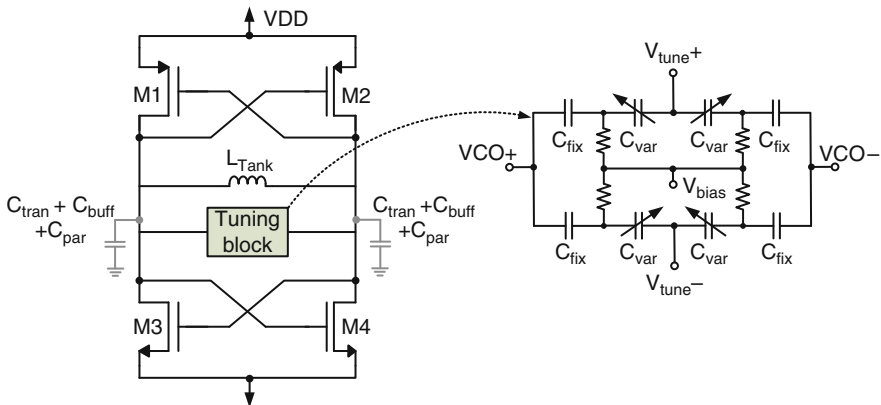 VDD
M1
M2
L_Tank
C_tran + C_buff
+C_par
Tuning
block
C_tran +C_buff
+C_par
M3
M4
V_tune+
C_fix
C_var
C_var
C_fix
VCO+
VCO−
V_bias
C_fix
C_var
C_var
C_fix
V_tune−